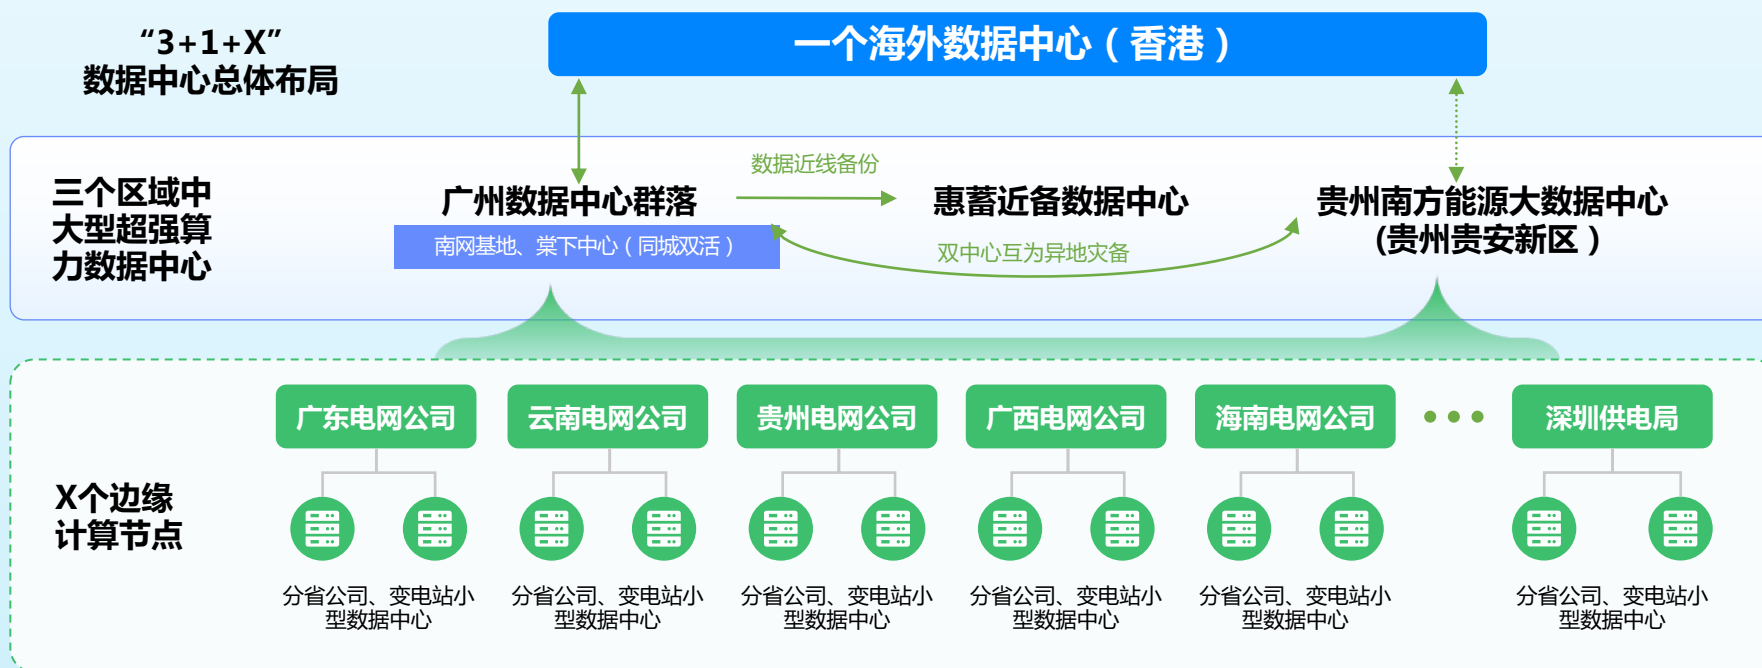 “3+1+X”
数据中心总体布局
一个海外数据中心（香港）
三个区域中
大型超强算
力数据中心
数据近线备份
广州数据中心群落
惠蓄近备数据中心
贵州南方能源大数据中心
(贵州贵安新区）
南网基地、棠下中心（同城双活）
双中心互为异地灾备
广东电网公司
云南电网公司
贵州电网公司
广西电网公司
海南电网公司
深圳供电局
X个边缘
计算节点
分省公司、变电站小
型数据中心
分省公司、变电站小
型数据中心
分省公司、变电站小
型数据中心
分省公司、变电站小
型数据中心
分省公司、变电站小
型数据中心
分省公司、变电站小
型数据中心